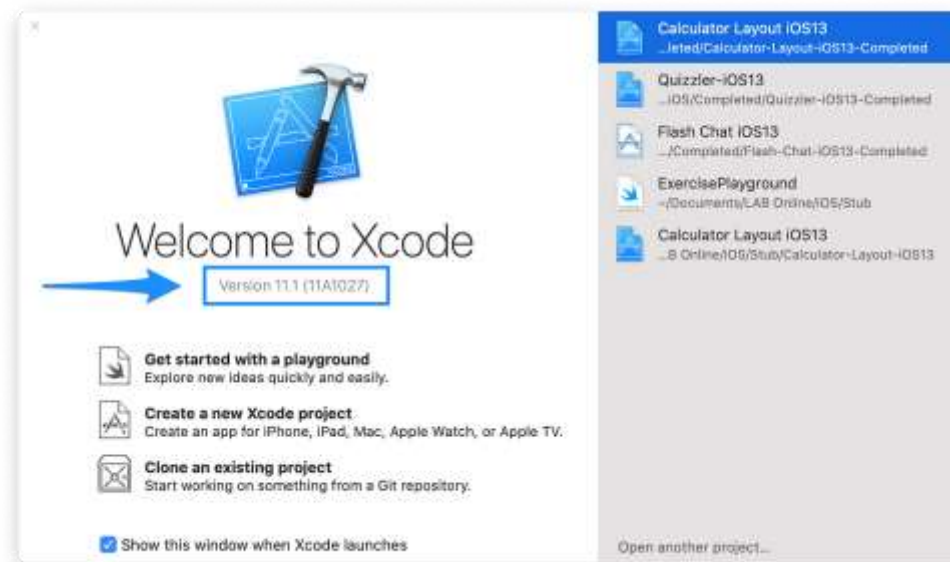 Welcome to Xcode
Version 11.1 (11A1027)
Get started with a playground
Explore new ideas quickly and easily.
Create a new Xcode project
Create an app for iPhone, iPad, Mac, Apple Watch, or Apple TV.
Clone an existing project
Start working on something from a Git repository.
Show this window when Xcode launches
Calculator Layout iOS13
...leted/Calculator-Layout-iOS13-Completed
Quizzler-iOS13
...iOS/Completed/Quizzler-iOS13-Completed
Flash Chat iOS13
.../Completed/Flash-Chat-iOS13-Completed
ExercisePlayground
~/Documents/LAB Online/iOS/Stub
Calculator Layout iOS13
...B Online/iOS/Stub/Calculator-Layout-iOS13
Open another project...